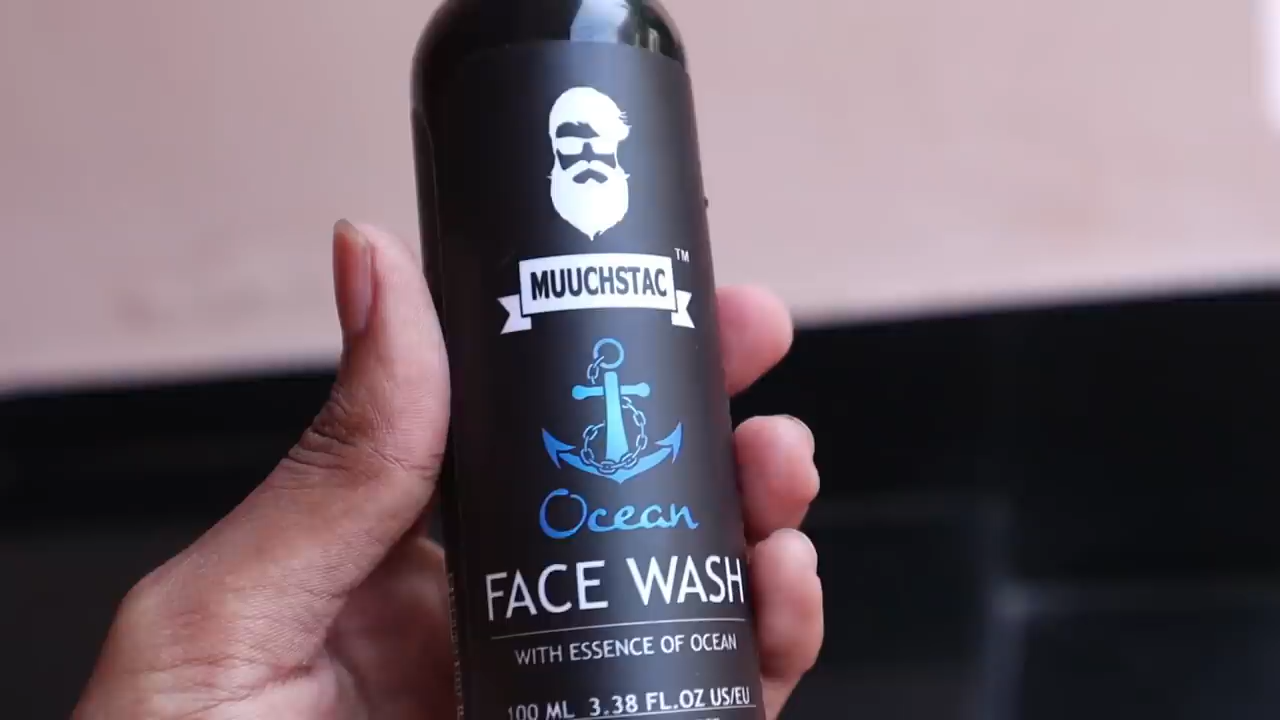 MUUCHSTAC
TM
Ocean
FACE WASH
WITH ESSENCE OF OCEAN
100 ML 3.38 FL.OZ US/EU